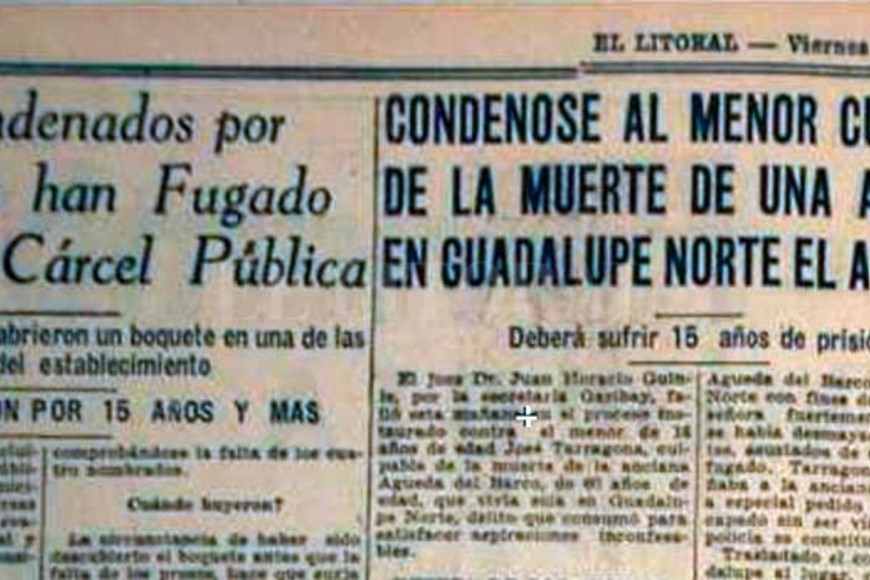 EL LITORAL — Viernes
denados por
han Fugado
Cárcel Pública
abrieron un boquete en una de las
del establecimiento
N POR 15 AÑOS Y MAS
comprobándose la falta de los cua-
tro nombrados.
Cuándo huyeron?
La circunstancia de haber sido
descubierto el boquete antes que la
falta de los presos, hace que surja
CONDENOSE AL MENOR CU
DE LA MUERTE DE UNA A
EN GUADALUPE NORTE EL A
Deberá sufrir 15 años de prisió
El juez Dr. Juan Horacio Guin-
le, por la secretaría Garibay, fa-
lló esta mañana en el proceso ins-
taurado contra el menor de 16
años de edad José Tarragona, cul-
pable de la muerte de la anciana
Agueda del Barco, de 60 años de
edad, que vivía sola en Guadalu-
pe Norte, delito que consumó para
satisfacer aspiraciones inconfesa-
bles.
Agueda del Barco
Norte con fines d
señora fuertemen
se había desmaya
tes, asustados de
fugado. Tarragon
ñaba a la ancian
a especial pedido
capado sin ser vi
policía se constitu
Trasladado el co
dalupe al lugar